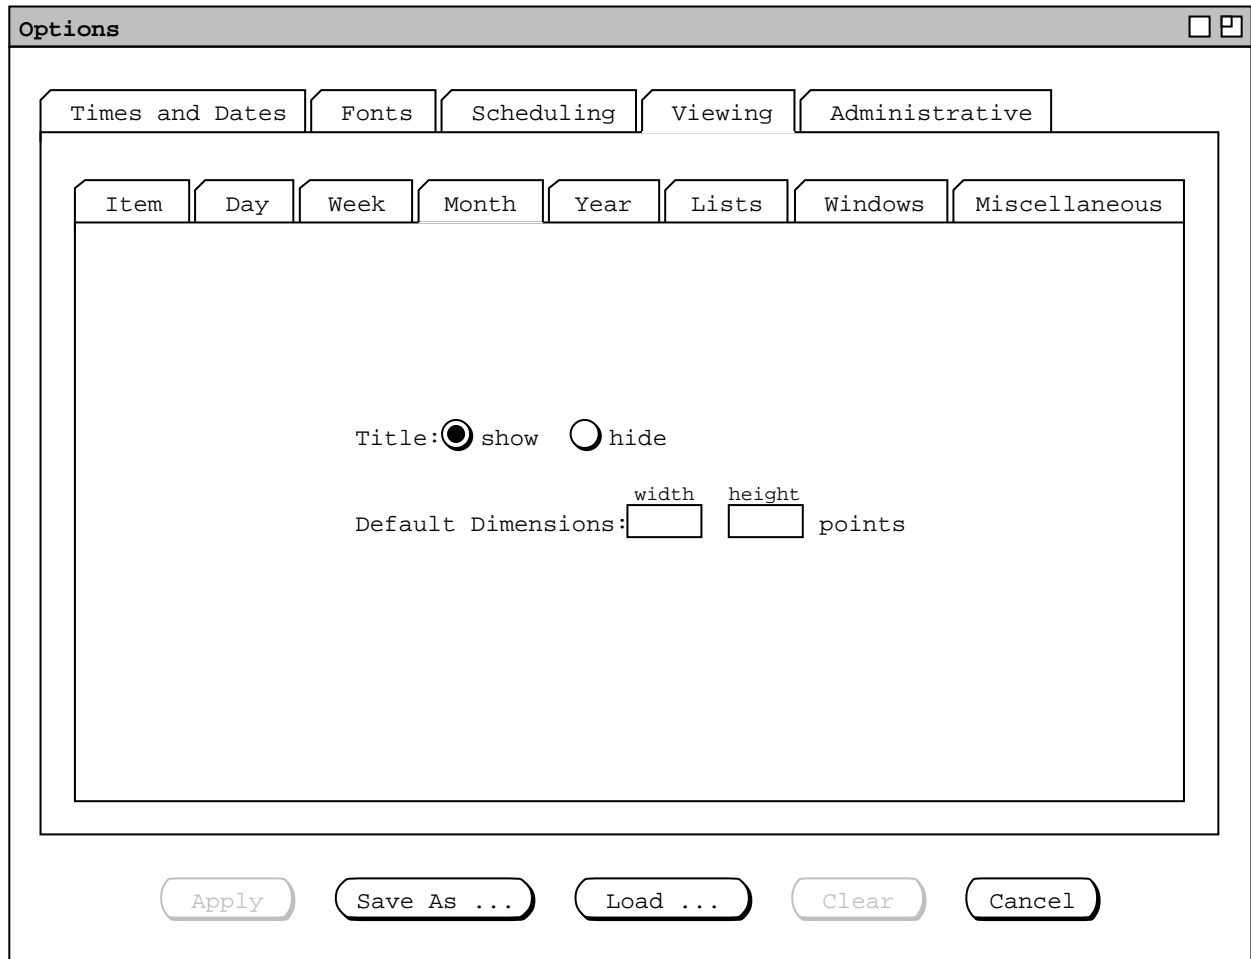 Options
Times and Dates Fonts Scheduling Viewing Administrative
Item Day Week Month Year Lists Windows Miscellaneous
Title: show hide
width height
Default Dimensions: points
Apply Save As ... Load ... Clear Cancel